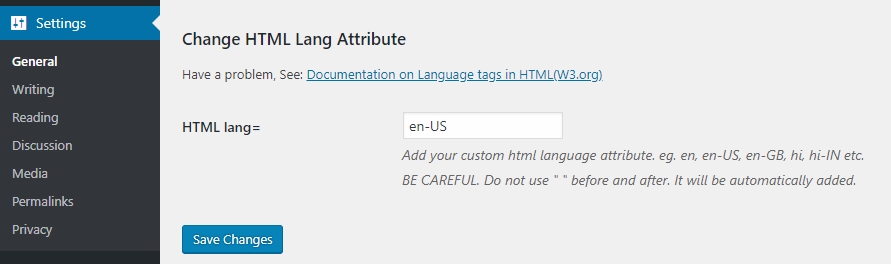 Settings
General
Writing
Reading
Discussion
Media
Permalinks
Privacy
Change HTML Lang Attribute
Have a problem, See: Documentation on Language tags in HTML(W3.org)
HTML lang=
en-US
Add your custom html language attribute. eg. en, en-US, en-GB, hi, hi-IN etc.
BE CAREFUL. Do not use " " before and after. It will be automatically added.
Save Changes